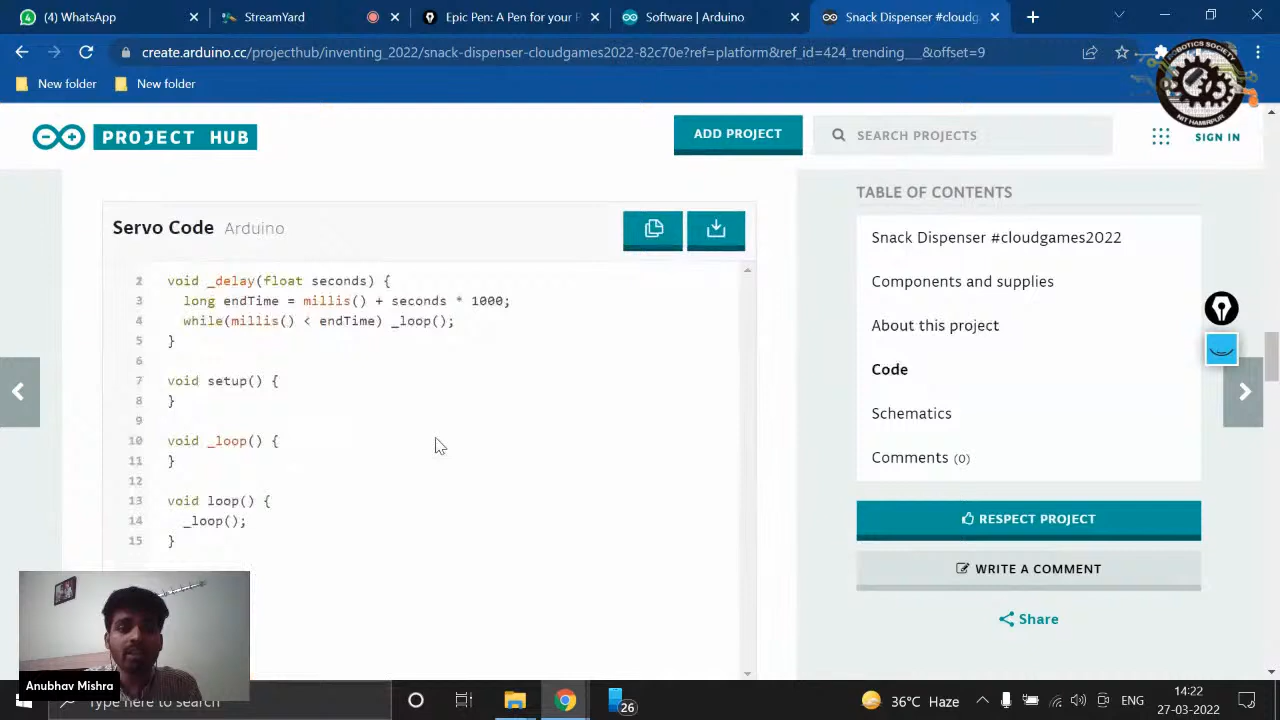 (4) WhatsApp
StreamYard
Epic Pen: A Pen for your P
Software | Arduino
Snack Dispenser #cloudg
create.arduino.cc/projecthub/inventing_2022/snack-dispenser-cloudgames2022-82c70e?ref=platform&ref_id=424_trending___&offset=9
New folder
New folder
ROBOTICS SOCIETY
NIT HAMIRPUR
PROJECT HUB
ADD PROJECT
SEARCH PROJECTS
SIGN IN
Servo Code Arduino
2 void _delay(float seconds) {
3 long endTime = millis() + seconds * 1000;
4 while(millis() < endTime) _loop();
5 }
6
7 void setup() {
8 }
9
10 void _loop() {
11 }
12
13 void loop() {
14 _loop();
15 }
TABLE OF CONTENTS
Snack Dispenser #cloudgames2022
Components and supplies
About this project
Code
Schematics
Comments (0)
RESPECT PROJECT
WRITE A COMMENT
Share
Anubhav Mishra
Type here to search
26
36°C Haze
ENG
14:22
27-03-2022